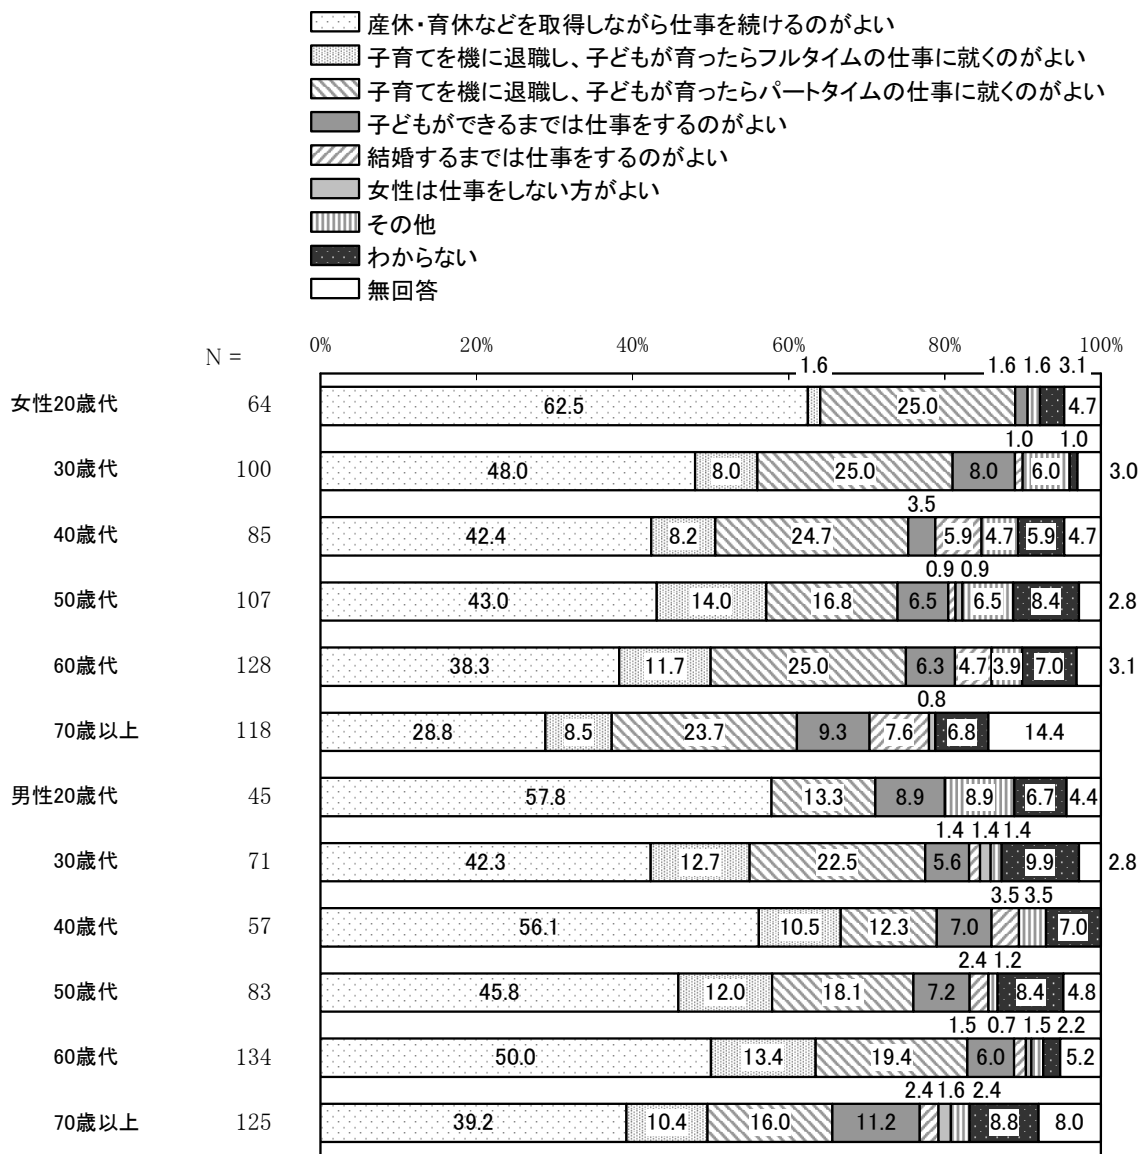 産休・育休などを取得しながら仕事を続けるのがよい
子育てを機に退職し、子どもが育ったらフルタイムの仕事に就くのがよい
子育てを機に退職し、子どもが育ったらパートタイムの仕事に就くのがよい
子どもができるまでは仕事をするのがよい
結婚するまでは仕事をするのがよい
女性は仕事をしない方がよい
その他
わからない
無回答
N = 0% 20% 40% 60% 80% 100%
1.6 1.6 1.6 3.1
女性20歳代 64 62.5 25.0 4.7
1.0 1.0
30歳代 100 48.0 8.0 25.0 8.0 6.0 3.0
3.5
40歳代 85 42.4 8.2 24.7 5.9 4.7 5.9 4.7
0.9 0.9
50歳代 107 43.0 14.0 16.8 6.5 6.5 8.4 2.8
60歳代 128 38.3 11.7 25.0 6.3 4.7 3.9 7.0 3.1
0.8
70歳以上 118 28.8 8.5 23.7 9.3 7.6 6.8 14.4
男性20歳代 45 57.8 13.3 8.9 8.9 6.7 4.4
1.4 1.4 1.4
30歳代 71 42.3 12.7 22.5 5.6 9.9 2.8
3.5 3.5
40歳代 57 56.1 10.5 12.3 7.0 7.0
2.4 1.2
50歳代 83 45.8 12.0 18.1 7.2 8.4 4.8
1.5 0.7 1.5 2.2
60歳代 134 50.0 13.4 19.4 6.0 5.2
2.4 1.6 2.4
70歳以上 125 39.2 10.4 16.0 11.2 8.8 8.0